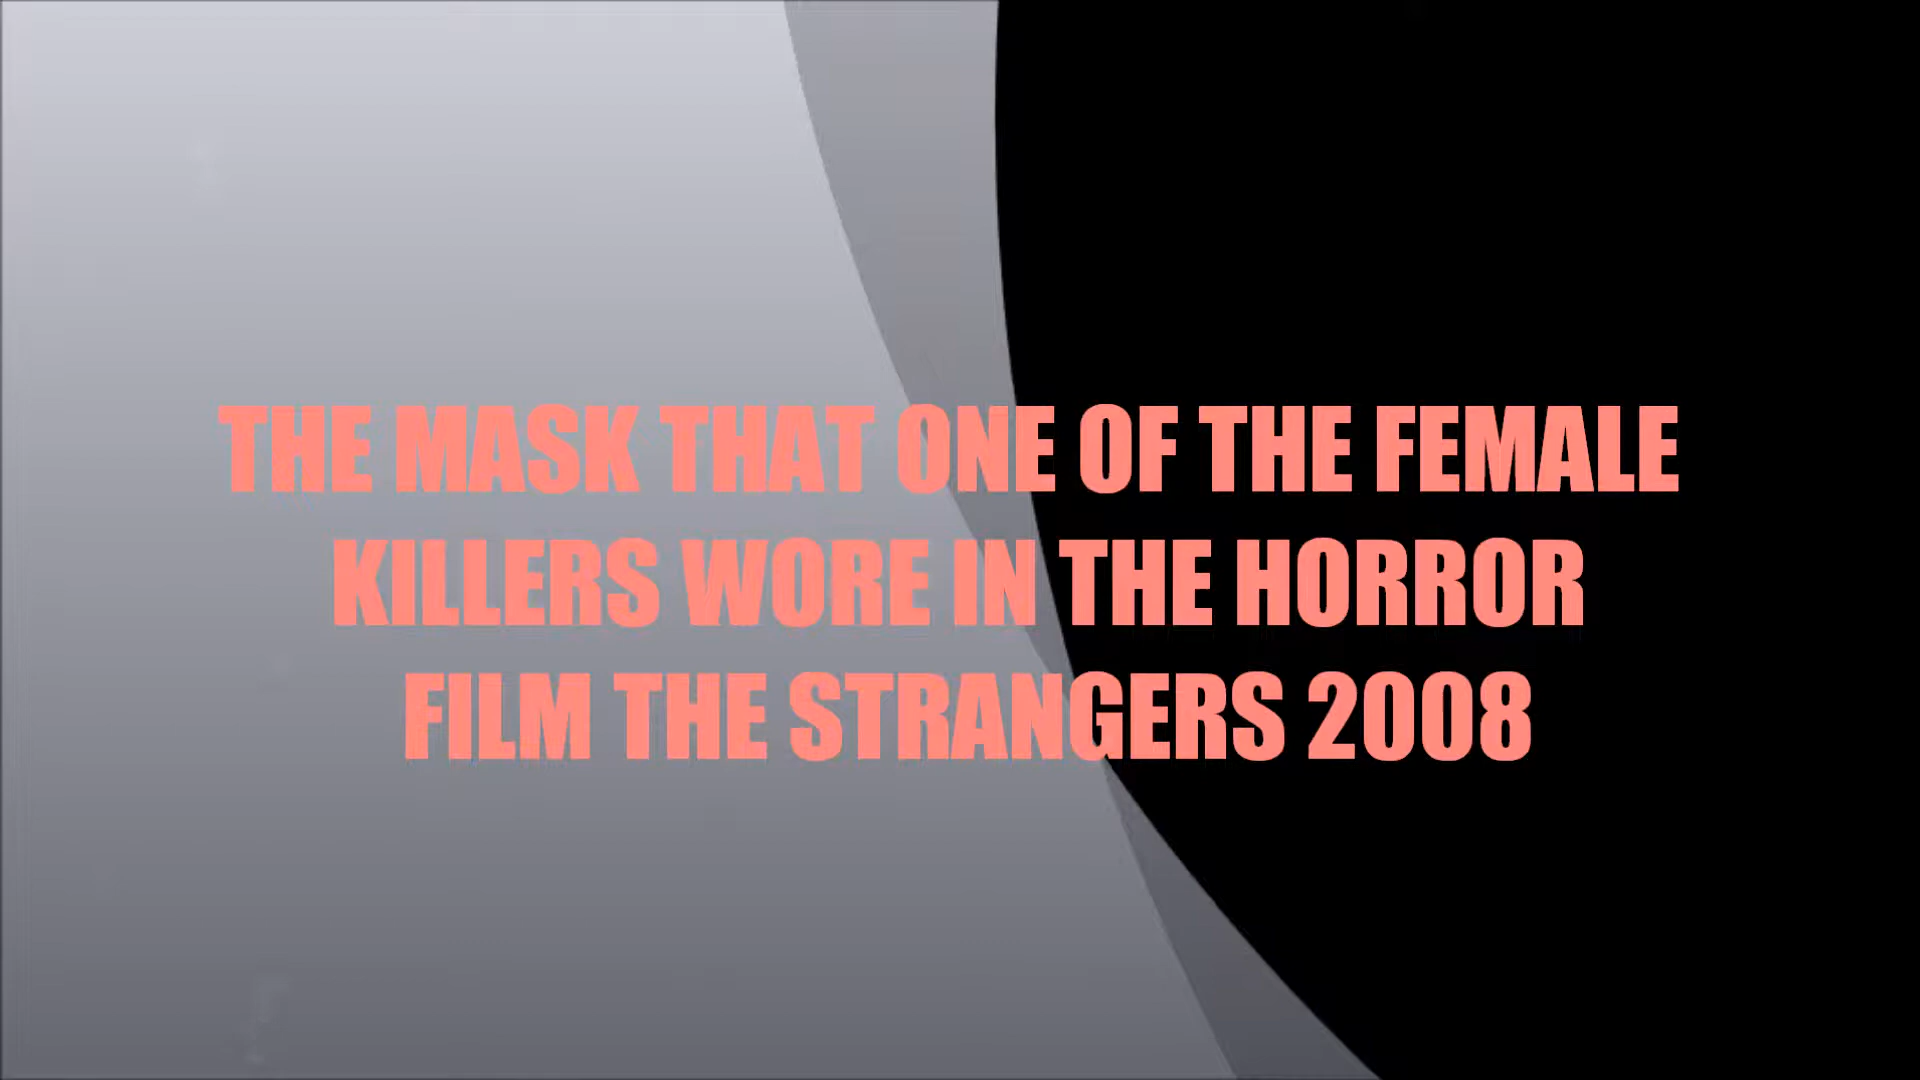 THE MASK THAT ONE OF THE FEMALE
KILLERS WORE IN THE HORROR
FILM THE STRANGERS 2008